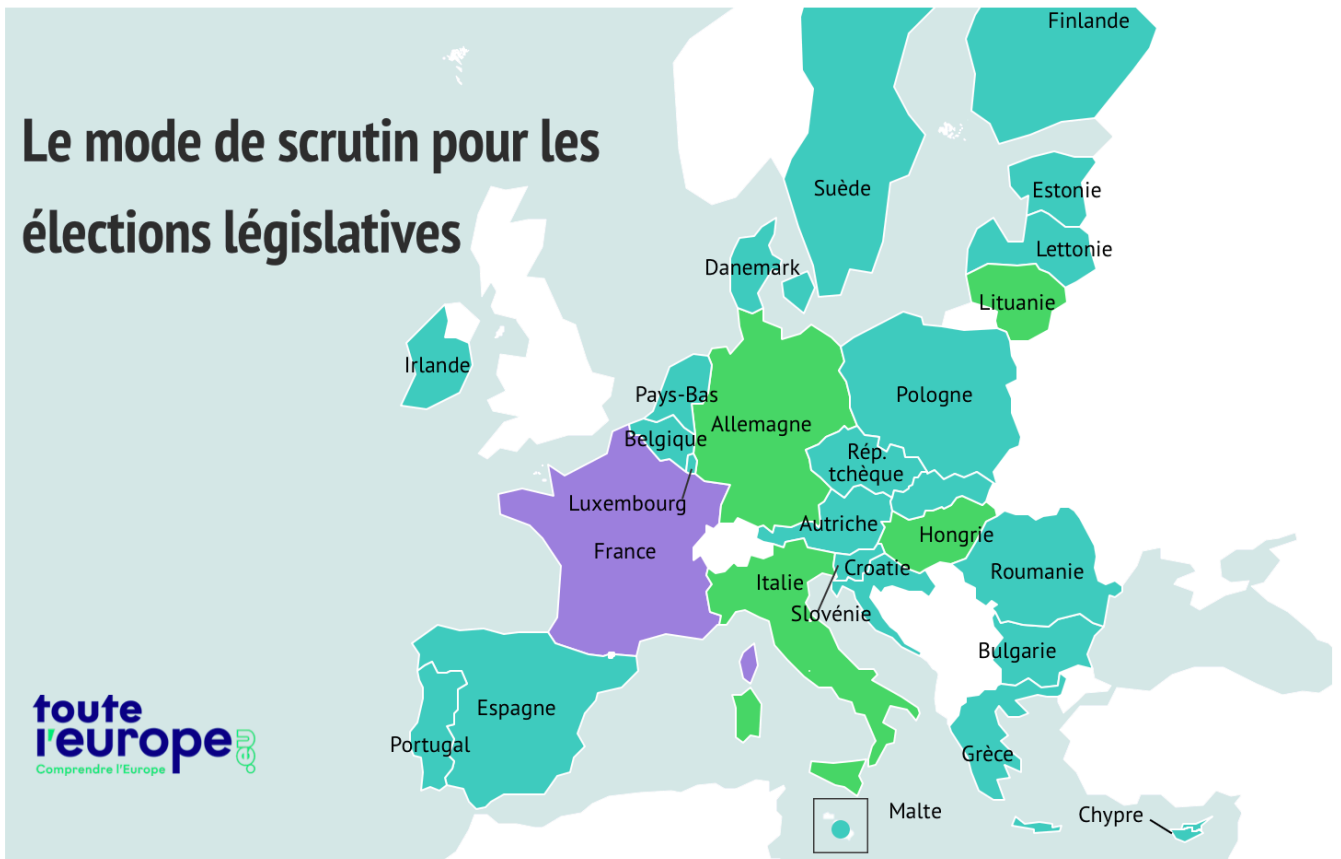 Le mode de scrutin pour les
élections législatives
Finlande
Suède
Estonie
Lettonie
Danemark
Lituanie
Irlande
Pays-Bas
Pologne
Allemagne
Belgique
Rép.
tchèque
Luxembourg
Autriche
Hongrie
France
Croatie
Roumanie
Italie
Slovénie
Bulgarie
Espagne
Portugal
Grèce
Malte
Chypre
toute
l'europe.eu
Comprendre l'Europe